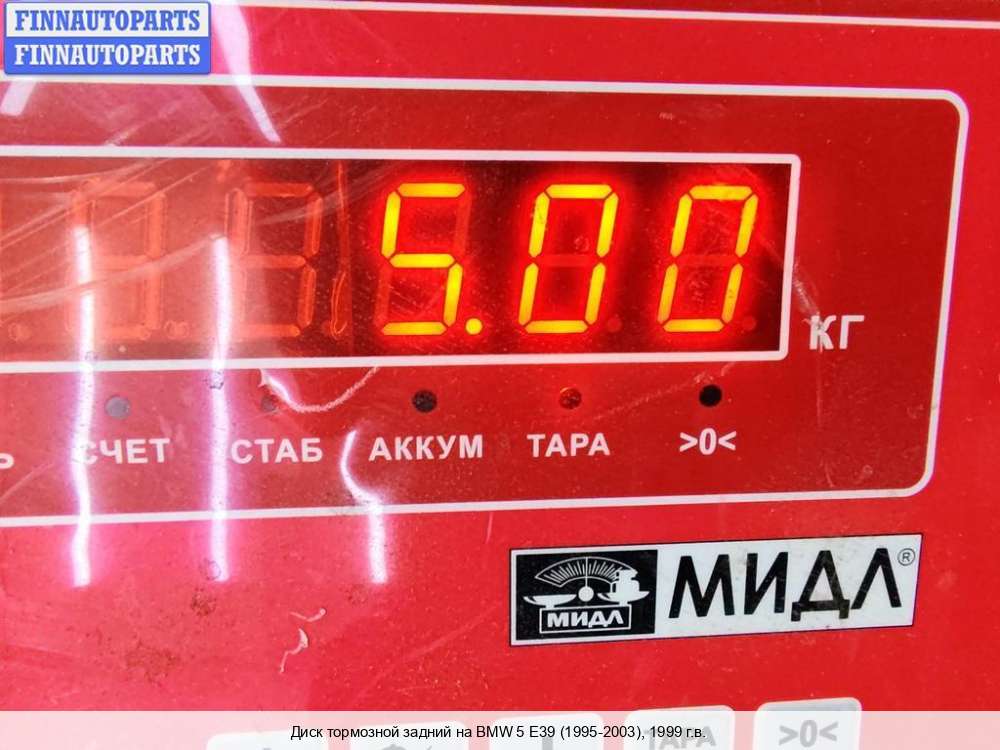 FINNAUTOPARTS
FINNAUTOPARTS
5.00
КГ
СЧЕТ СТАБ АККУМ ТАРА >0<
МИДЛ МИДЛ®
ТАРА >0<
Диск тормозной задний на BMW 5 E39 (1995-2003), 1999 г.в.